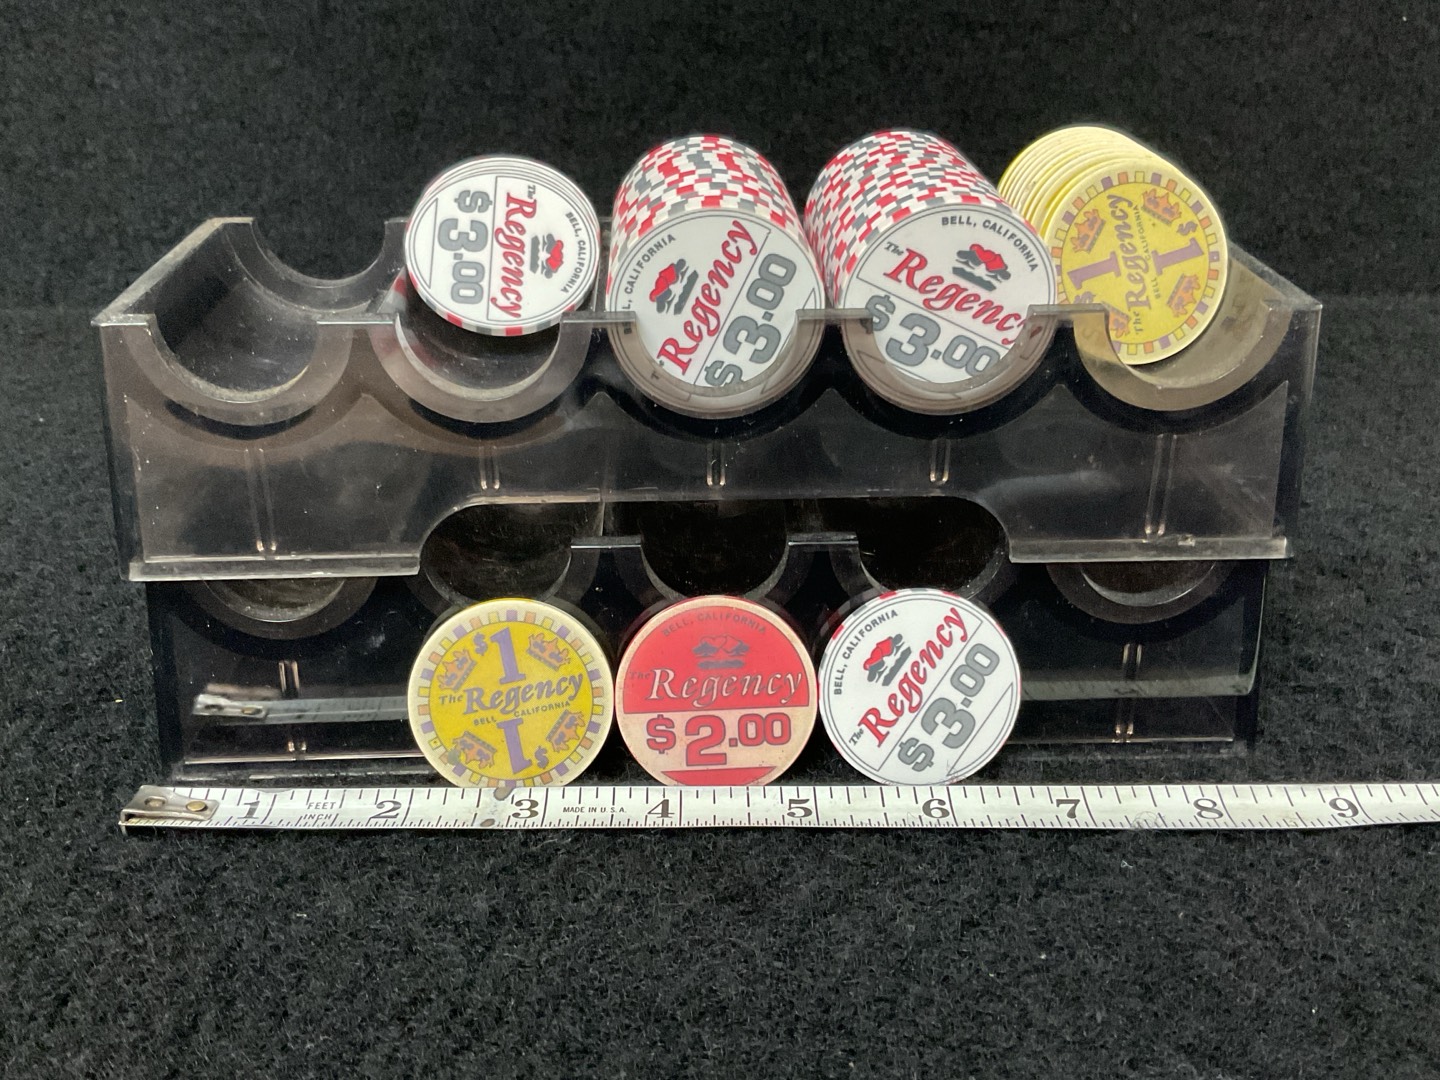 $3.00
The
Regency
BELL, CALIFORNIA
BELL, CALIFORNIA
The
Regency
$3.00
BELL, CALIFORNIA
The
Regency
$3.00
$1
The
Regency
BELL CALIFORNIA
$1
$1
The Regency
BELL CALIFORNIA
$1
BELL, CALIFORNIA
The Regency
$2.00
BELL, CALIFORNIA
The
Regency
$3.00
1 FEET INCH 2 3 MADE IN U.S.A. 4 5 6 7 8 9